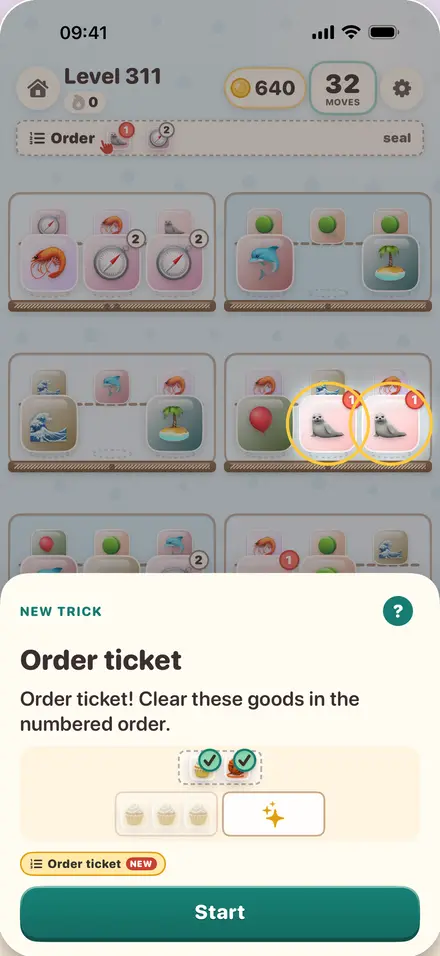 09:41
Level 311
0
640
32
MOVES
Order
1
2
seal
2
2
1
1
2
1
NEW TRICK
?
Order ticket
Order ticket! Clear these goods in the
numbered order.
Order ticket NEW
Start